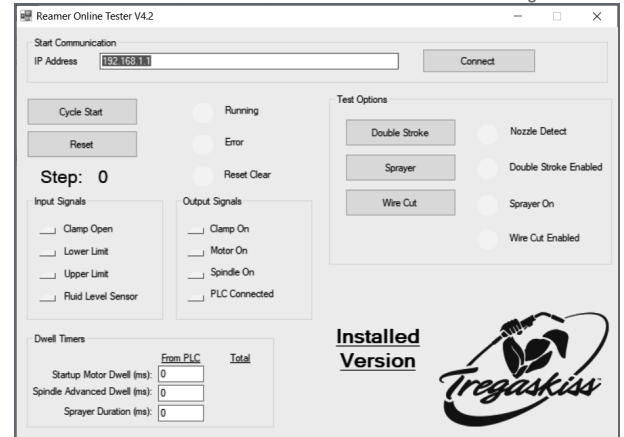 Reamer Online Tester V4.2
Start Communication
IP Address 192.168.1.1 Connect
Cycle Start
Running
Reset
Error
Step: 0
Reset Clear
Test Options
Double Stroke
Nozzle Detect
Sprayer
Double Stroke Enabled
Wire Cut
Sprayer On
Wire Cut Enabled
Input Signals
Clamp Open
Lower Limit
Upper Limit
Fluid Level Sensor
Output Signals
Clamp On
Motor On
Spindle On
PLC Connected
Dwell Timers
From PLC Total
Startup Motor Dwell (ms): 0
Spindle Advanced Dwell (ms): 0
Sprayer Duration (ms): 0
Installed
Version
Tregaskiss